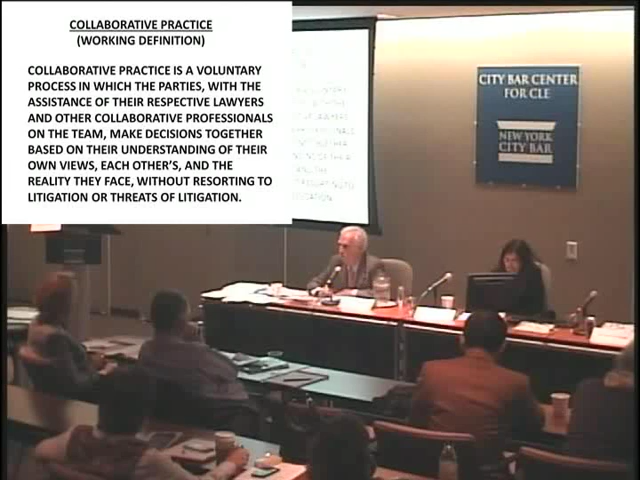 COLLABORATIVE PRACTICE
(WORKING DEFINITION)
COLLABORATIVE PRACTICE IS A VOLUNTARY
PROCESS IN WHICH THE PARTIES, WITH THE
ASSISTANCE OF THEIR RESPECTIVE LAWYERS
AND OTHER COLLABORATIVE PROFESSIONALS
ON THE TEAM, MAKE DECISIONS TOGETHER
BASED ON THEIR UNDERSTANDING OF THEIR
OWN VIEWS, EACH OTHER'S, AND THE
REALITY THEY FACE, WITHOUT RESORTING TO
LITIGATION OR THREATS OF LITIGATION.
CITY BAR CENTER
FOR CLE
NEW YORK
CITY BAR